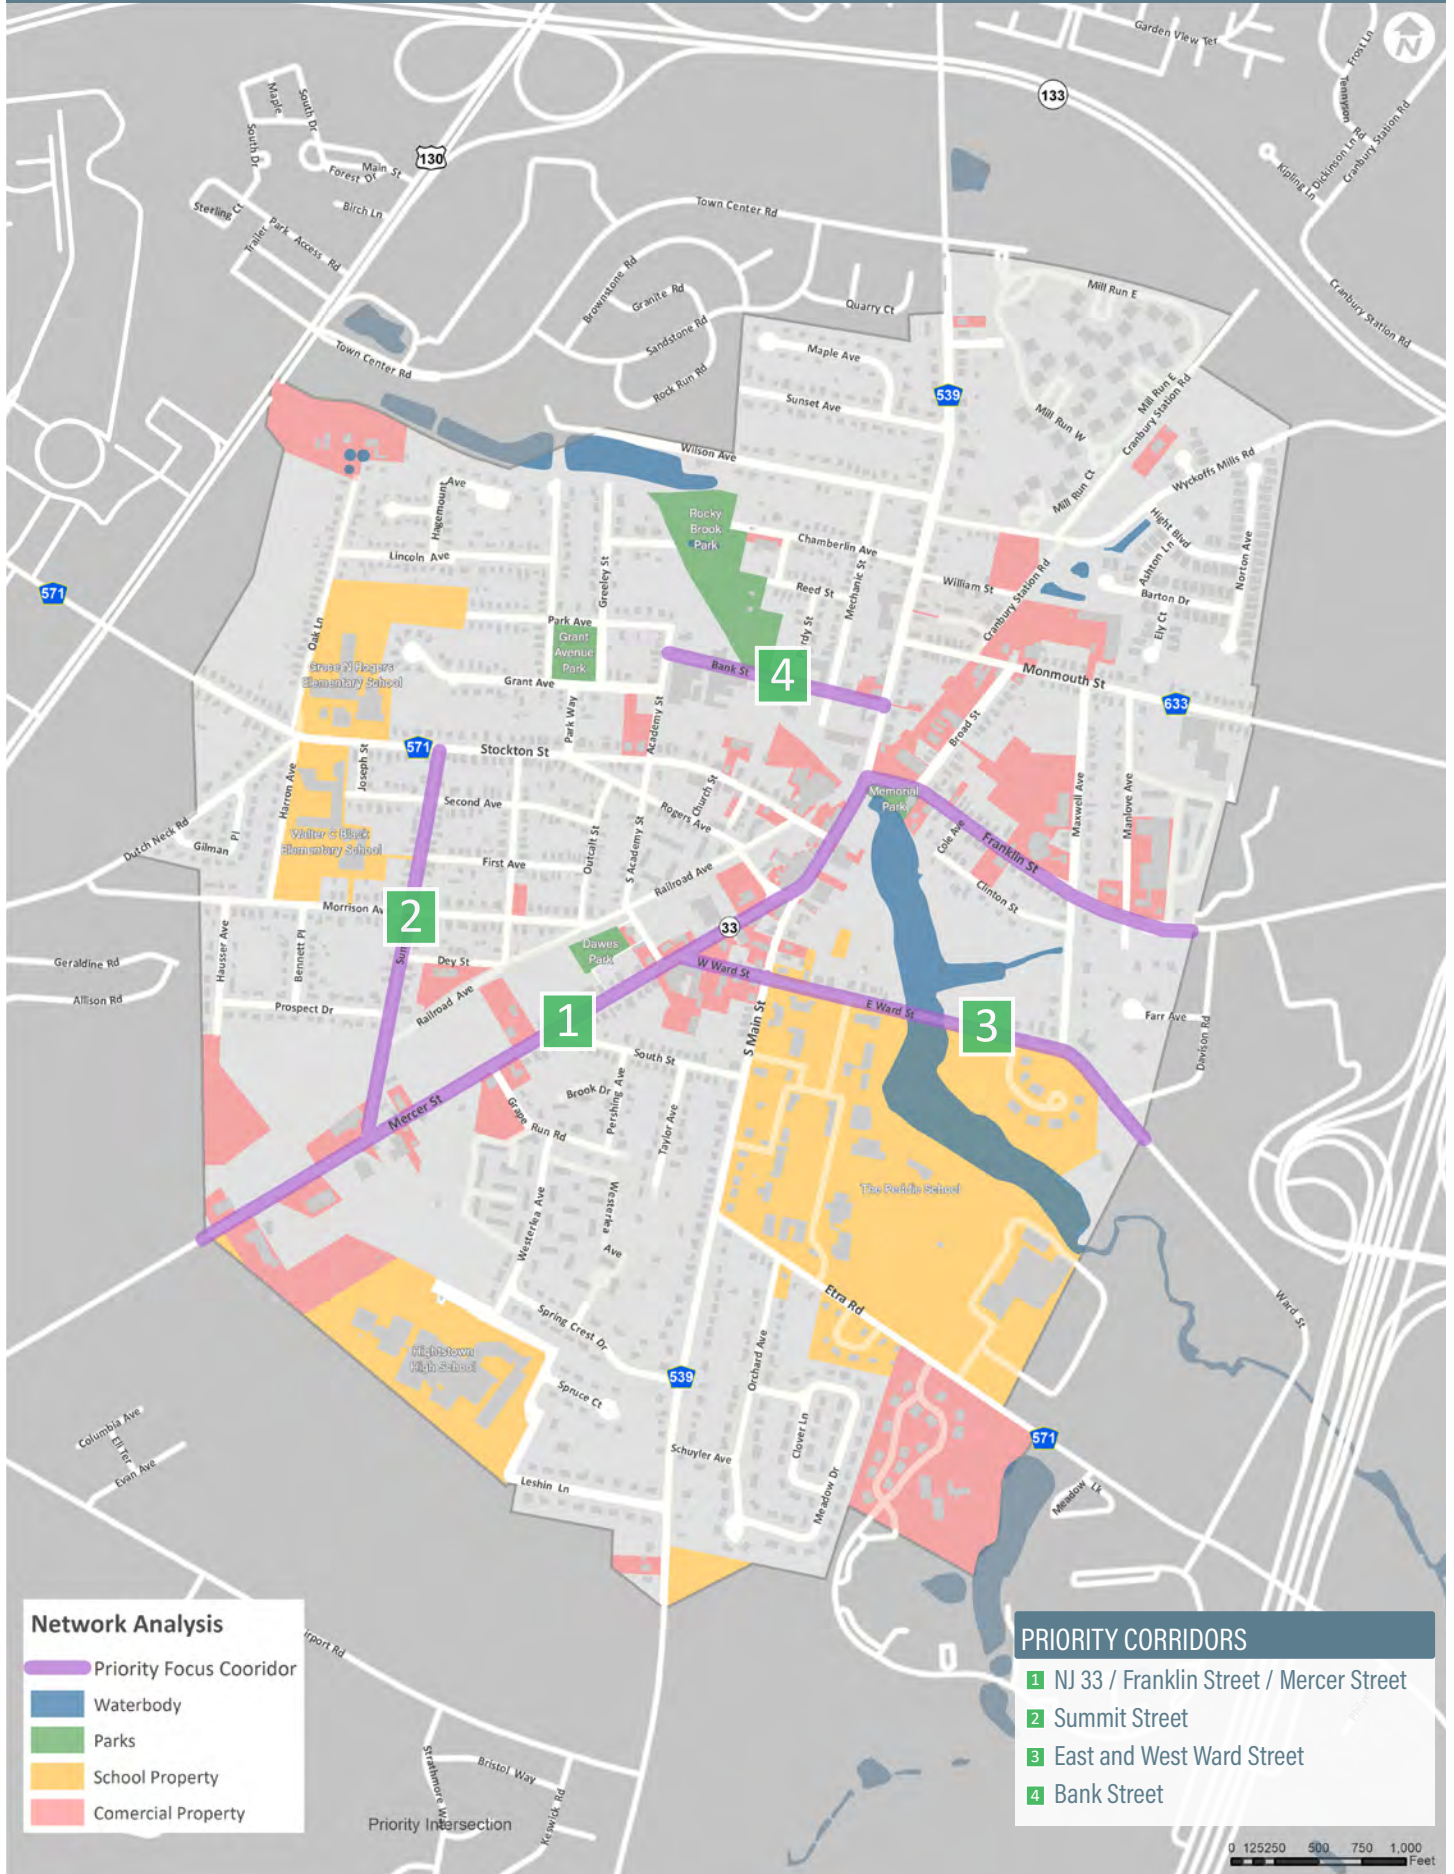 N
Garden View Ter
Frost Ln
Tennyson Rd
Dickinson Ln
Cranbury Station Rd
Kipling Ln
133
130
Maple
South Dr
South Dr
Main St
Forest Dr
Birch Ln
Sterling Ct
Trailer
Park Access Rd
Town Center Rd
Brownstone Rd
Granite Rd
Sandstone Rd
Rock Run Rd
Quarry Ct
Mill Run E
Cranbury Station Rd
Town Center Rd
Maple Ave
Sunset Ave
539
Mill Run E
Cranbury Station Rd
Mill Run W
Wilson Ave
Wyckoffs Mills Rd
Mill Run Ct
Hagemount
Ave
Rocky
Brook
Park
Hight Blvd
Ashton Ln
Norton Ave
Chamberlin Ave
Lincoln Ave
Greeley St
Mechanic St
571
Reed St
William St
Cranbury Station Rd
Barton Dr
Ely Ct
Oak Ln
Park Ave
Grant
Avenue
Park
rdy St
Grace N Rogers
Elementary School
Grant Ave
Bank St
4
Monmouth St
633
Park Way
Academy St
Broad St
571
Stockton St
Joseph St
Harron Ave
Second Ave
Church St
Rogers Ave
Memorial
Park
Maxwell Ave
Manlove Ave
Dutch Neck Rd
Gilman
Pl
Walter C Black
Elementary School
First Ave
Outcalt St
S Academy St
Railroad Ave
Cole Ave
Franklin St
Clinton St
Morrison Av
2
Sum
33
Hausser Ave
Bennett Pl
Dey St
Dawes
Park
Geraldine Rd
Allison Rd
Prospect Dr
Railroad Ave
W Ward St
S Main St
E Ward St
1
3
Farr Ave
Davison Rd
South St
Brook Dr
Pershing Ave
Taylor Ave
Mercer St
Grape Run Rd
The Peddie School
Westerlea Ave
Westerlea
Ave
Etra Rd
Ward St
Spring Crest Dr
Hightstown
High School
539
Orchard Ave
Spruce Ct
Columbia Ave
Ell Ter
Evan Ave
Schuyler Ave
Clover Ln
Meadow Dr
571
Leshin Ln
Meadow Lk
Network Analysis
Priority Focus Cooridor
Waterbody
Parks
School Property
Comercial Property
irport Rd
Strathmore Wa
Bristol Way
Keswick Rd
Priority Intersection
PRIORITY CORRIDORS
1 NJ 33 / Franklin Street / Mercer Street
2 Summit Street
3 East and West Ward Street
4 Bank Street
0 125250 500 750 1,000
Feet